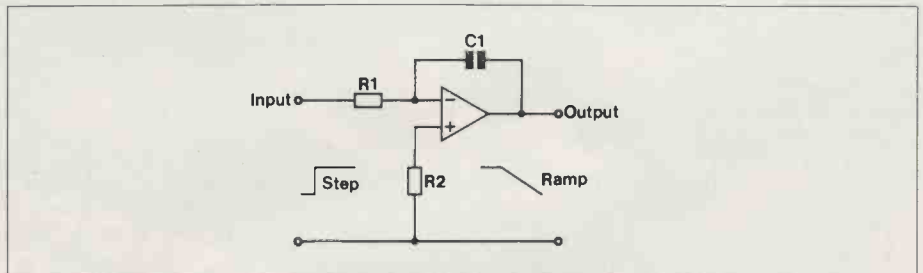 C1
R1
Input
−
+
Output
Step
R2
Ramp